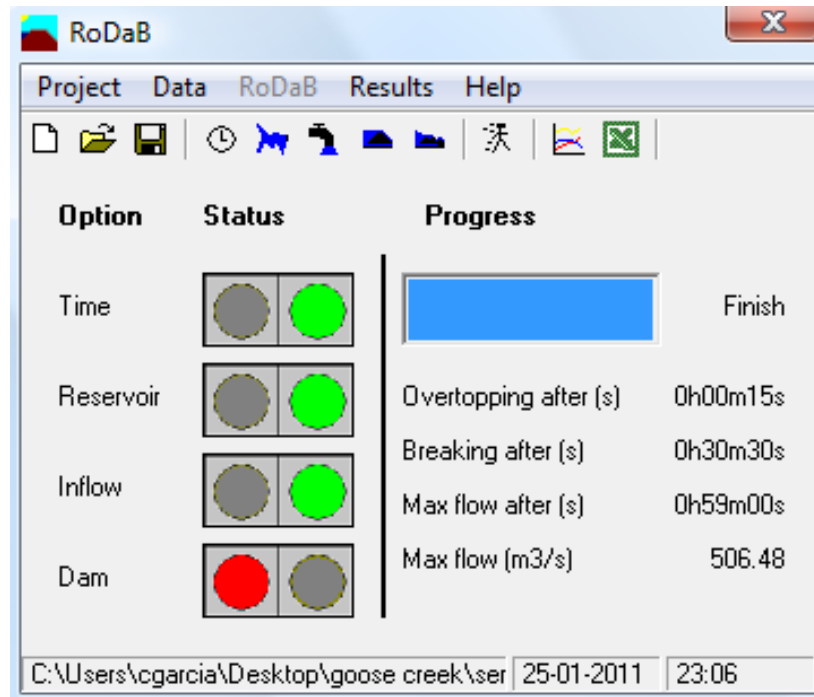 RoDaB
Project Data RoDaB Results Help
Option Status Progress
Time Finish
Reservoir Overtopping after (s) 0h00m15s
Breaking after (s) 0h30m30s
Inflow Max flow after (s) 0h59m00s
Dam Max flow (m3/s) 506.48
C:\Users\cgarcia\Desktop\goose creek\ser 25-01-2011 23:06